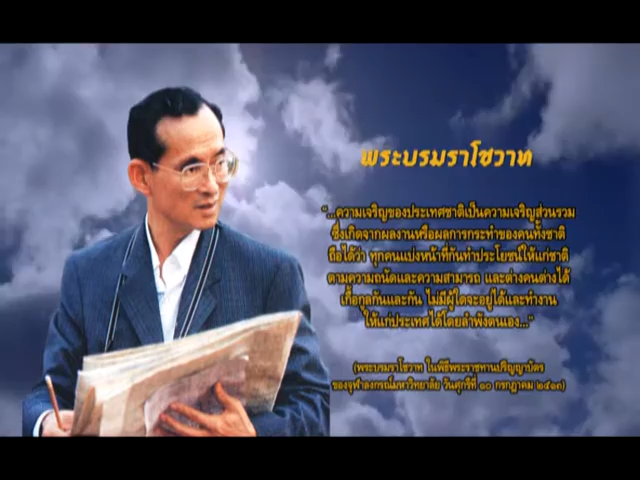 พระบรมราโชวาท
“...ความเจริญของประเทศชาติเป็นความเจริญส่วนรวม
ซึ่งเกิดจากผลงานหรือผลการกระทำของคนทั้งชาติ
ถือได้ว่า ทุกคนแบ่งหน้าที่กันทำประโยชน์ให้แก่ชาติ
ตามความถนัดและความสามารถ และต่างคนต่างได้
เกื้อกูลกันและกัน ไม่มีผู้ใดจะอยู่ได้และทำงาน
ให้แก่ประเทศได้โดยลำพังตนเอง...”
(พระบรมราโชวาท ในพิธีพระราชทานปริญญาบัตร
ของจุฬาลงกรณ์มหาวิทยาลัย วันศุกร์ที่ ๑๐ กรกฎาคม ๒๕๑๓)